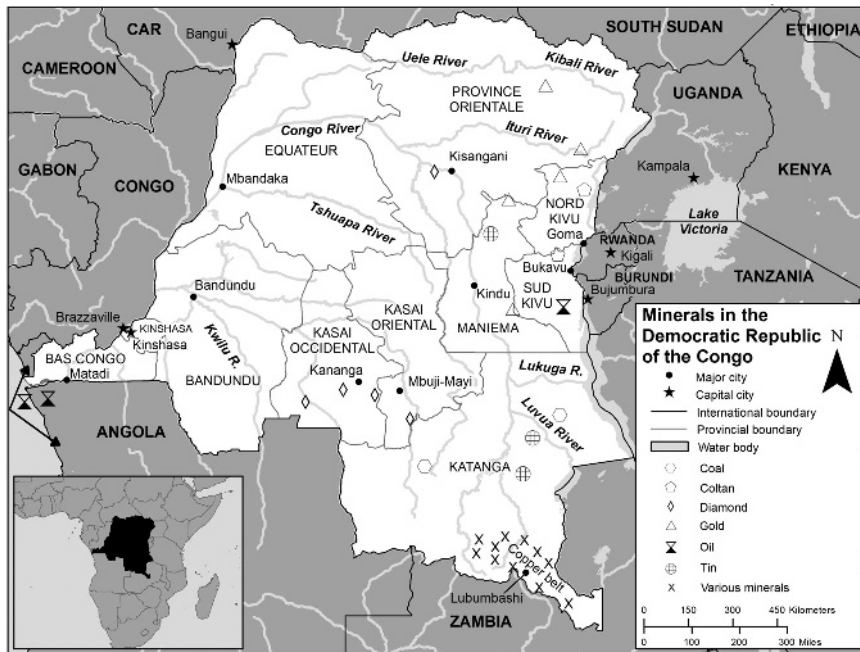 CAR
Bangui
SOUTH SUDAN
ETHIOPIA
CAMEROON
Uele River
Kibali River
PROVINCE
ORIENTALE
UGANDA
Congo River
EQUATEUR
Ituri River
GABON
CONGO
Kisangani
Kampala
KENYA
Mbandaka
NORD
KIVU
Goma
Tshuapa River
Lake
Victoria
RWANDA
Kigali
Bukavu
BURUNDI
Bujumbura
TANZANIA
Bandundu
Kindu
SUD
KIVU
KASAI
ORIENTAL
MANIEMA
Brazzaville
KINSHASA
Kinshasa
KASAI
OCCIDENTAL
Kwilu R.
BAS.CONGO
Matadi
BANDUNDU
Kananga
Mbuji-Mayi
Lukuga R.
Luvua River
ANGOLA
KATANGA
Copper belt
Lubumbashi
ZAMBIA
Minerals in the
Democratic Republic
of the Congo
N
Major city
Capital city
International boundary
Provincial boundary
Water body
Coal
Coltan
Diamond
Gold
Oil
Tin
Various minerals
0 150 300 450 Kilometers
0 100 200 300
Miles